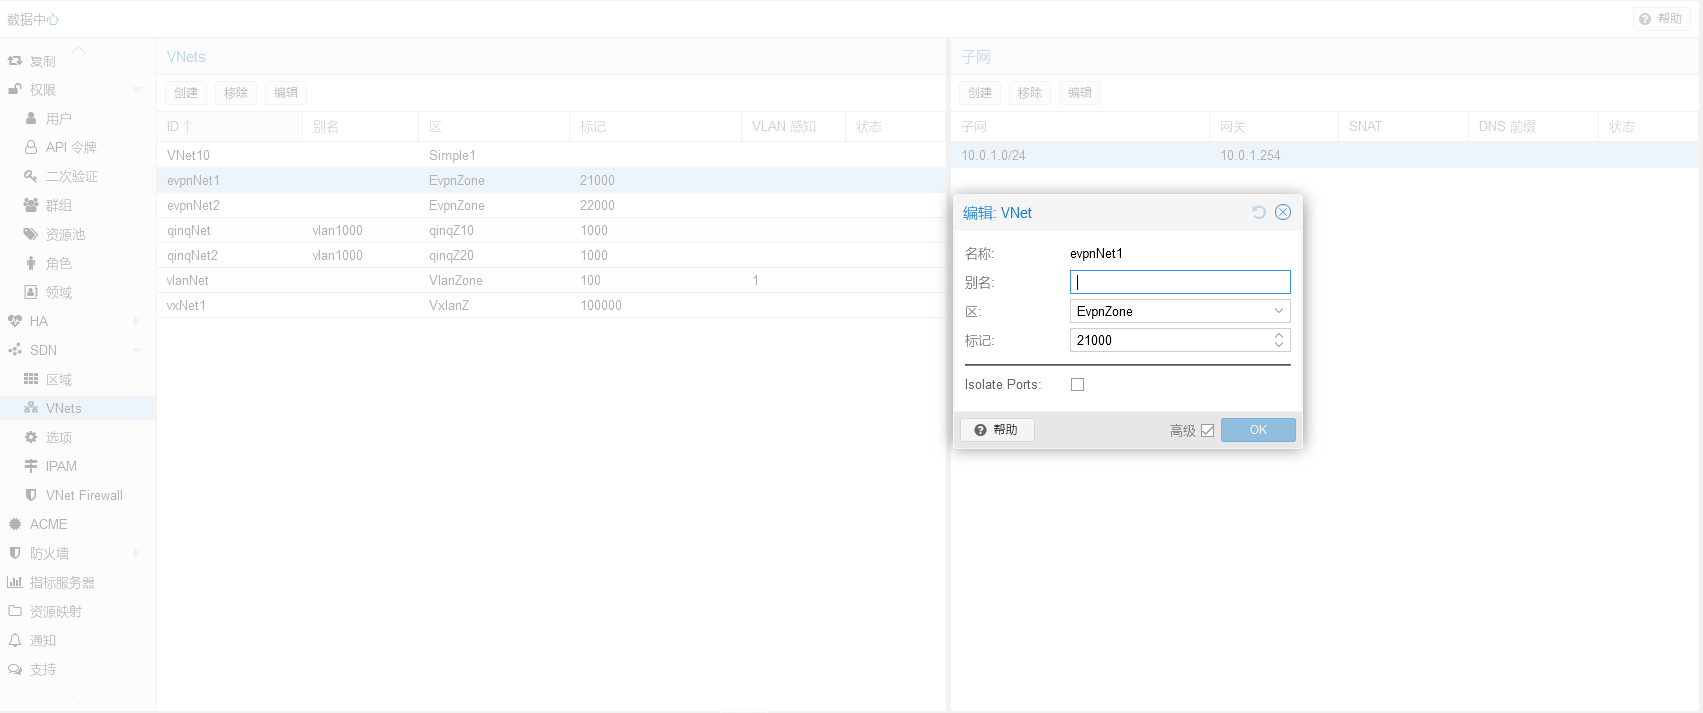 数据中心
帮助
复制
权限
用户
API 令牌
二次验证
群组
资源池
角色
领域
HA
SDN
区域
VNets
选项
IPAM
VNet Firewall
ACME
防火墙
指标服务器
资源映射
通知
支持
VNets
创建 移除 编辑
ID 别名 区 标记 VLAN 感知 状态
VNet10 Simple1
evpnNet1 EvpnZone 21000
evpnNet2 EvpnZone 22000
qinqNet vlan1000 qinqZ10 1000
qinqNet2 vlan1000 qinqZ20 1000
vlanNet VlanZone 100 1
vxNet1 VxlanZ 100000
子网
创建 移除 编辑
子网 网关 SNAT DNS 前缀 状态
10.0.1.0/24 10.0.1.254
编辑: VNet
名称: evpnNet1
别名:
区: EvpnZone
标记: 21000
Isolate Ports:
帮助 高级 OK